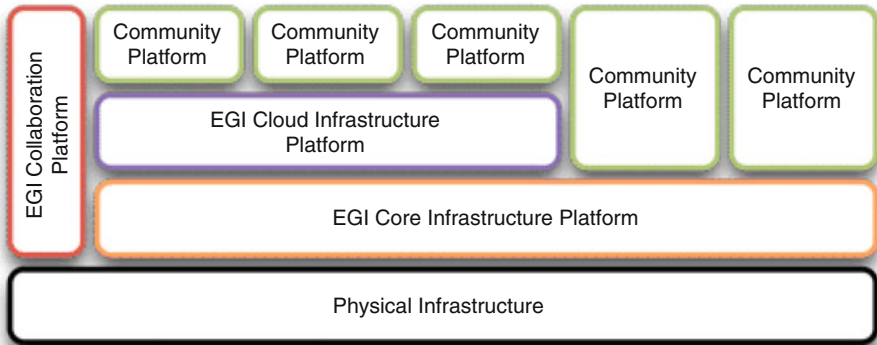 EGI Collaboration
Platform
Community
Platform
Community
Platform
Community
Platform
Community
Platform
Community
Platform
EGI Cloud Infrastructure
Platform
EGI Core Infrastructure Platform
Physical Infrastructure